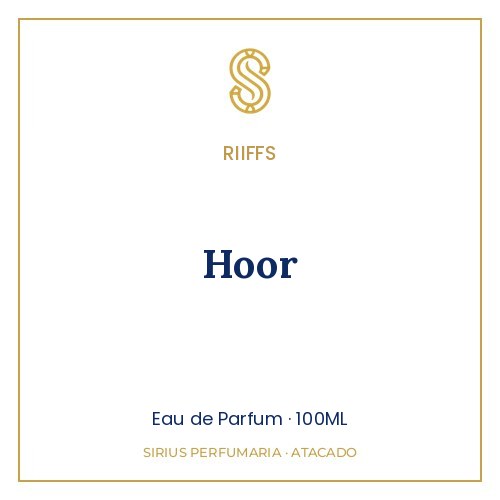 RIIFFS
Hoor
Eau de Parfum · 100ML
SIRIUS PERFUMARIA · ATACADO